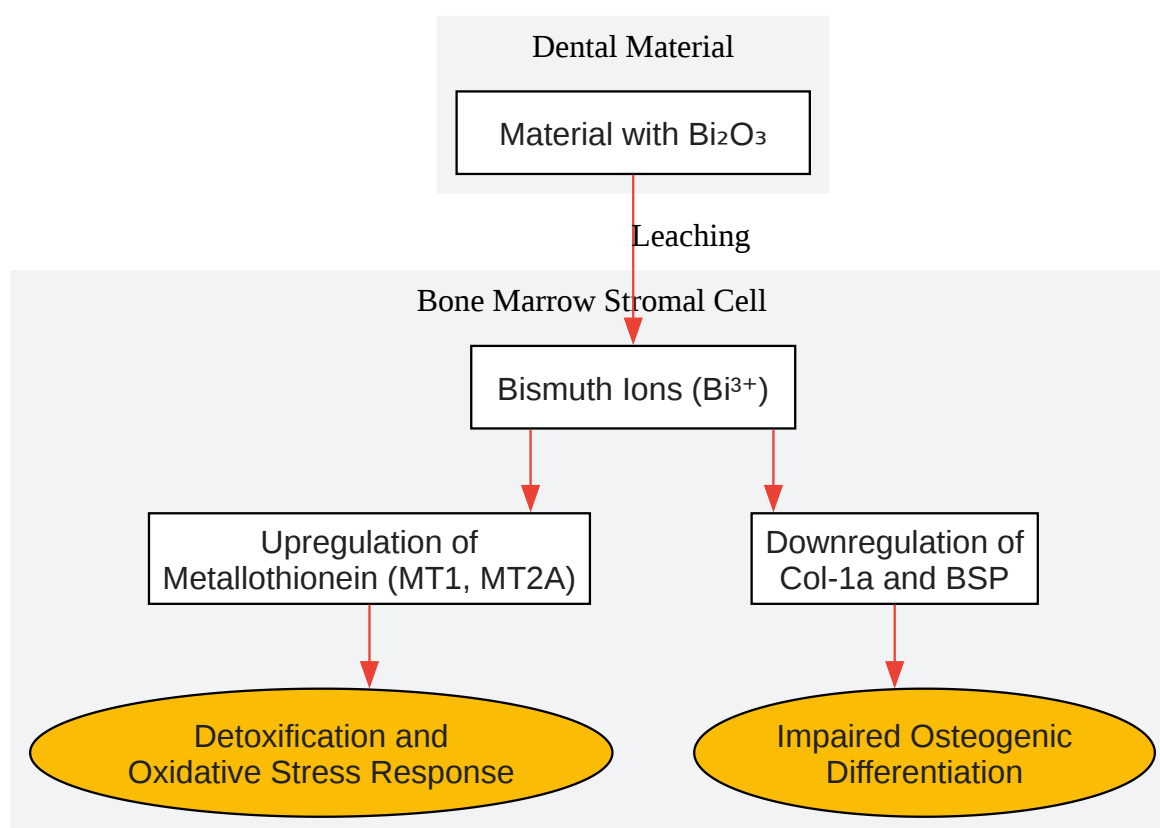 Dental Material
Material with Bi₂O₃
Leaching
Bone Marrow Stromal Cell
Bismuth Ions (Bi³⁺)
Upregulation of
Metallothionein (MT1, MT2A)
Downregulation of
Col-1a and BSP
Detoxification and
Oxidative Stress Response
Impaired Osteogenic
Differentiation